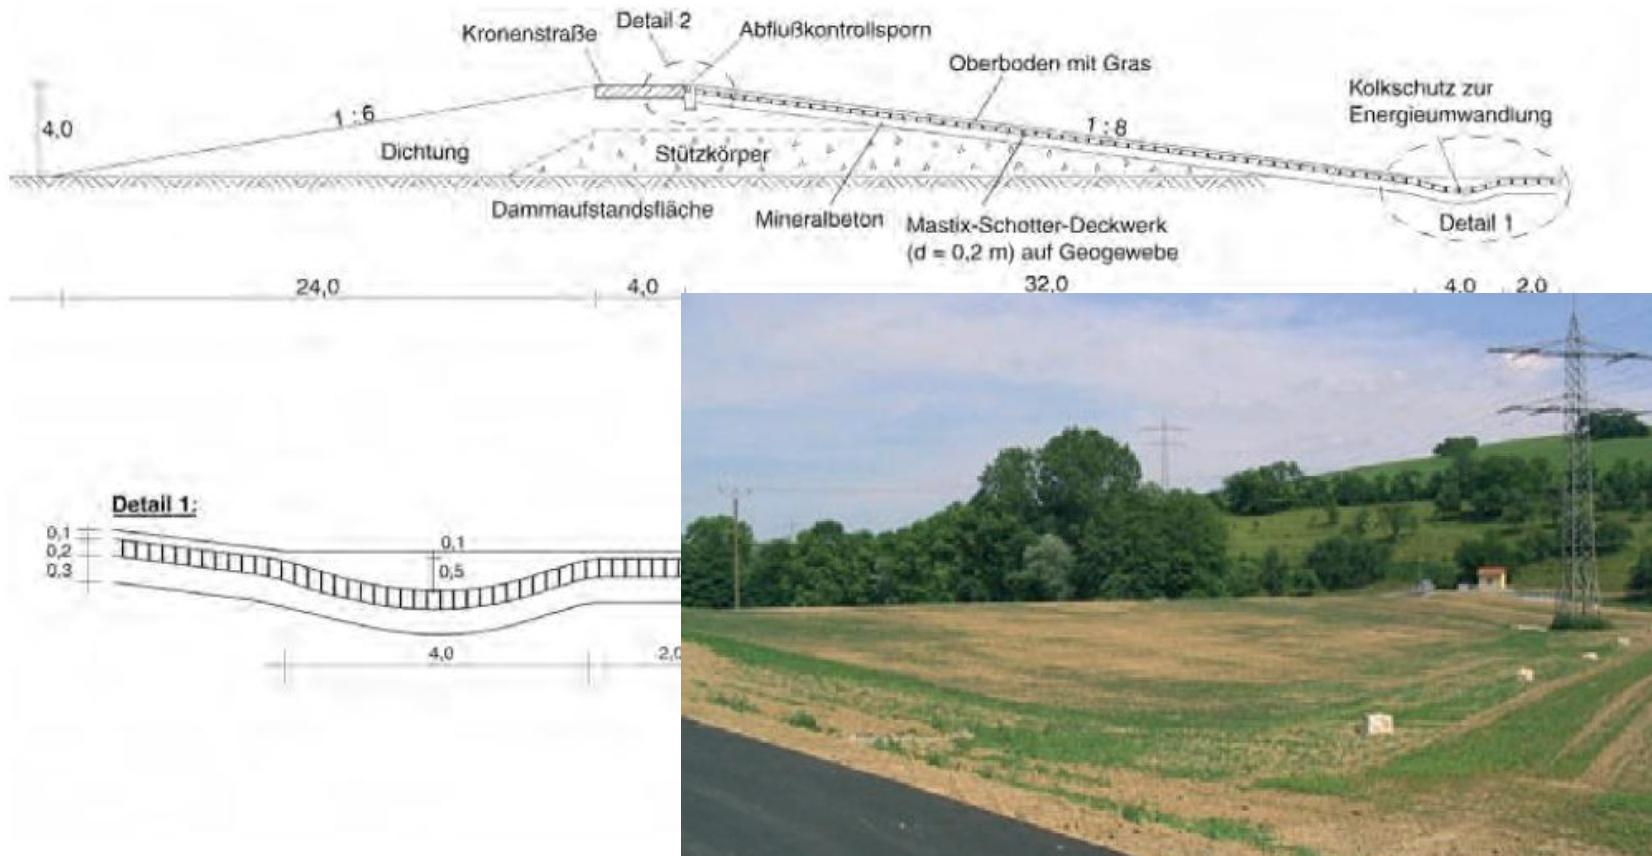 Detail 2
Kronenstraße
Abflußkontrollsporn
Oberboden mit Gras
Kolkschutz zur
Energieumwandlung
4,0
1:6
1:8
Dichtung
Stützkörper
Dammaufstandsfläche
Mineralbeton
Mastix-Schotter-Deckwerk
(d = 0,2 m) auf Geogewebe
Detail 1
24,0
4,0
32,0
4,0
2,0
Detail 1:
0,1
0,2
0,3
0,1
0,5
4,0
2,0